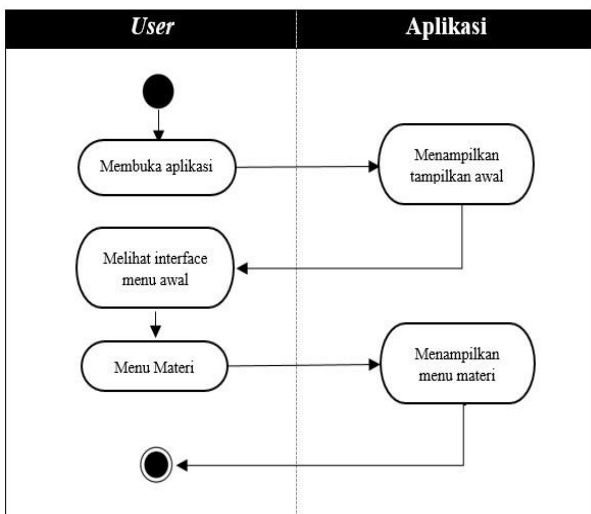 User
Aplikasi
Membuka aplikasi
Menampilkan
tampilkan awal
Melihat interface
menu awal
Menu Materi
Menampilkan
menu materi